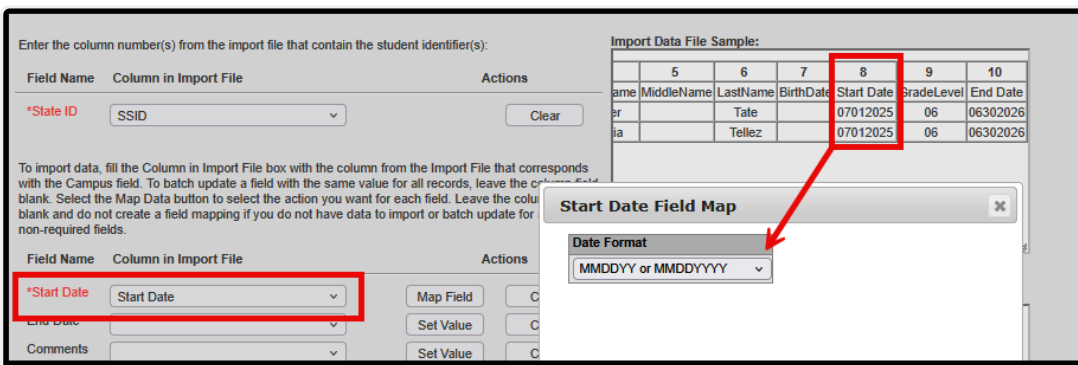 Enter the column number(s) from the import file that contain the student identifier(s):
Field Name Column in Import File Actions
*State ID SSID Clear
To import data, fill the Column in Import File box with the column from the Import File that corresponds
with the Campus field. To batch update a field with the same value for all records, leave the column field
blank. Select the Map Data button to select the action you want for each field. Leave the colu
blank and do not create a field mapping if you do not have data to import or batch update for
non-required fields.
Field Name Column in Import File Actions
*Start Date Start Date Map Field C
End Date Set Value C
Comments Set Value C
Import Data File Sample:
5 6 7 8 9 10
ame MiddleName LastName BirthDate Start Date GradeLevel End Date
er Tate 07012025 06 06302026
ia Tellez 07012025 06 06302026
Start Date Field Map
Date Format
MMDDYY or MMDDYYYY